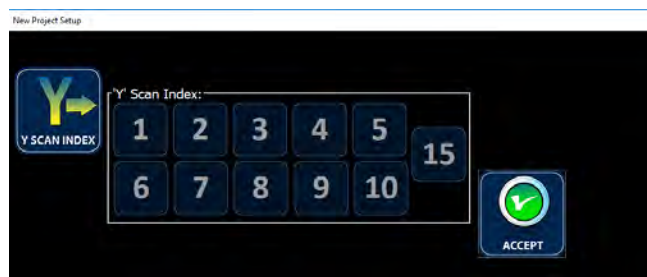 New Project Setup
Y
Y SCAN INDEX
'Y' Scan Index:
1 2 3 4 5
15
6 7 8 9 10
ACCEPT